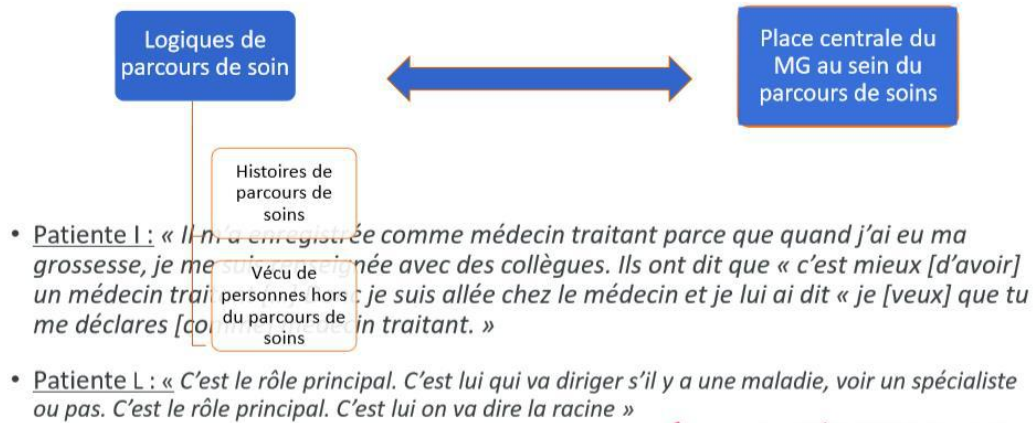 Logiques de
parcours de soin
Place centrale du
MG au sein du
parcours de soins
Histoires de
parcours de
soins
Vécu de
personnes hors
du parcours de
soins
• Patiente I : « Il m'a enregistrée comme médecin traitant parce que quand j'ai eu ma
grossesse, je me suis renseignée avec des collègues. Ils ont dit que « c'est mieux [d'avoir]
un médecin trai je suis allée chez le médecin et je lui ai dit « je [veux] que tu
me déclares [comme] médecin traitant. »
• Patiente L : « C'est le rôle principal. C'est lui qui va diriger s'il y a une maladie, voir un spécialiste
ou pas. C'est le rôle principal. C'est lui on va dire la racine »